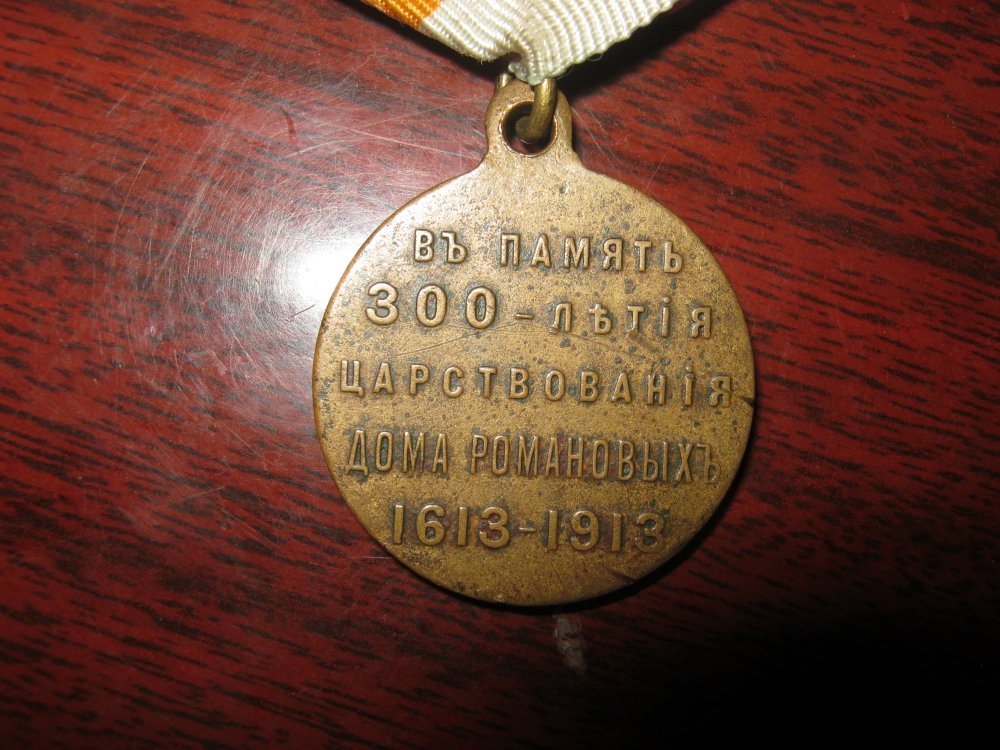 ВЪ ПАМЯТЬ
300-ЛѢТІЯ
ЦАРСТВОВАНІЯ
ДОМА РОМАНОВЫХЪ
1613-1913